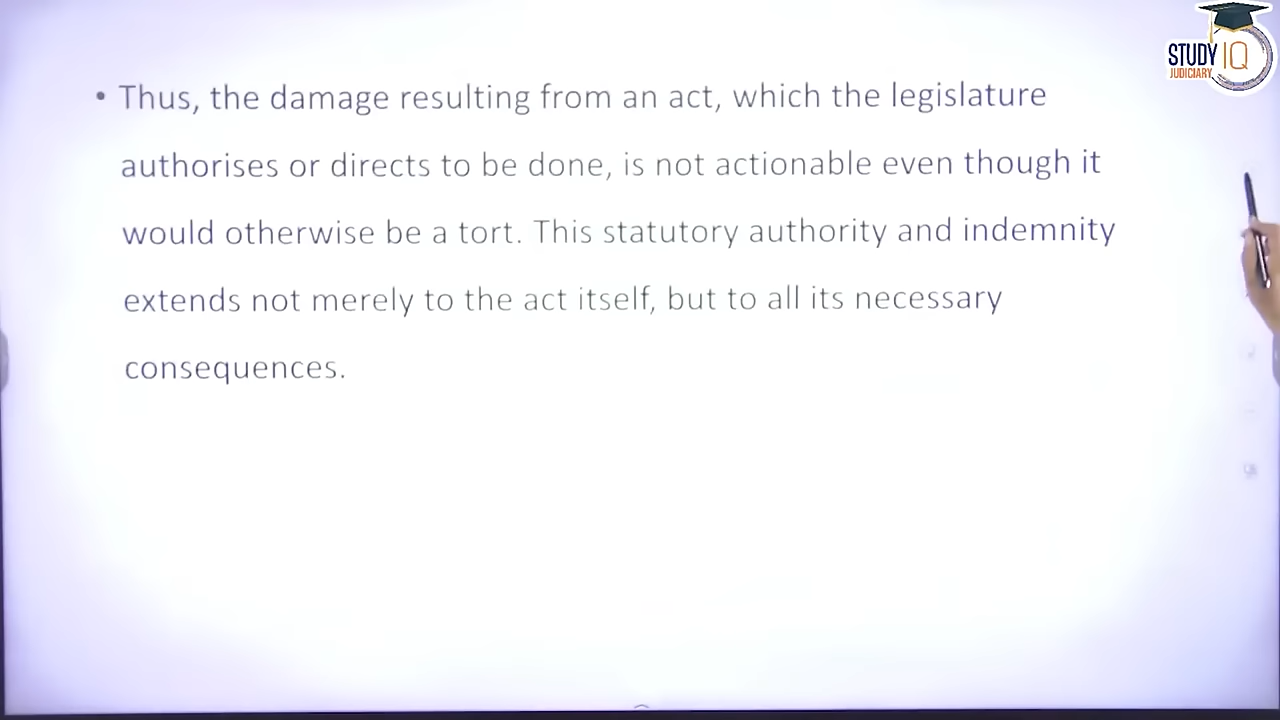 STUDY IQ
JUDICIARY
• Thus, the damage resulting from an act, which the legislature
authorises or directs to be done, is not actionable even though it
would otherwise be a tort. This statutory authority and indemnity
extends not merely to the act itself, but to all its necessary
consequences.